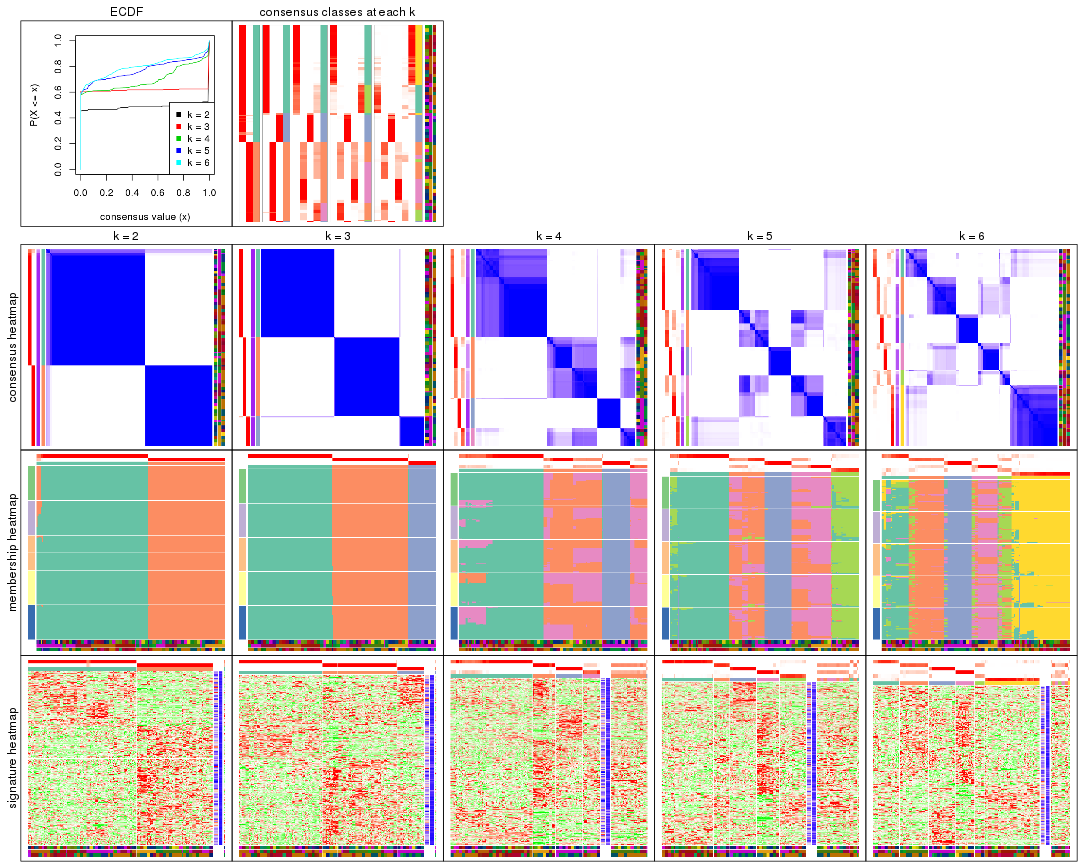 ECDF
consensus classes at each k
P(X <= x)
0.0 0.2 0.4 0.6 0.8 1.0
k = 2
k = 3
k = 4
k = 5
k = 6
0.0 0.2 0.4 0.6 0.8 1.0
consensus value (x)
k = 2
k = 3
k = 4
k = 5
k = 6
consensus heatmap
membership heatmap
signature heatmap